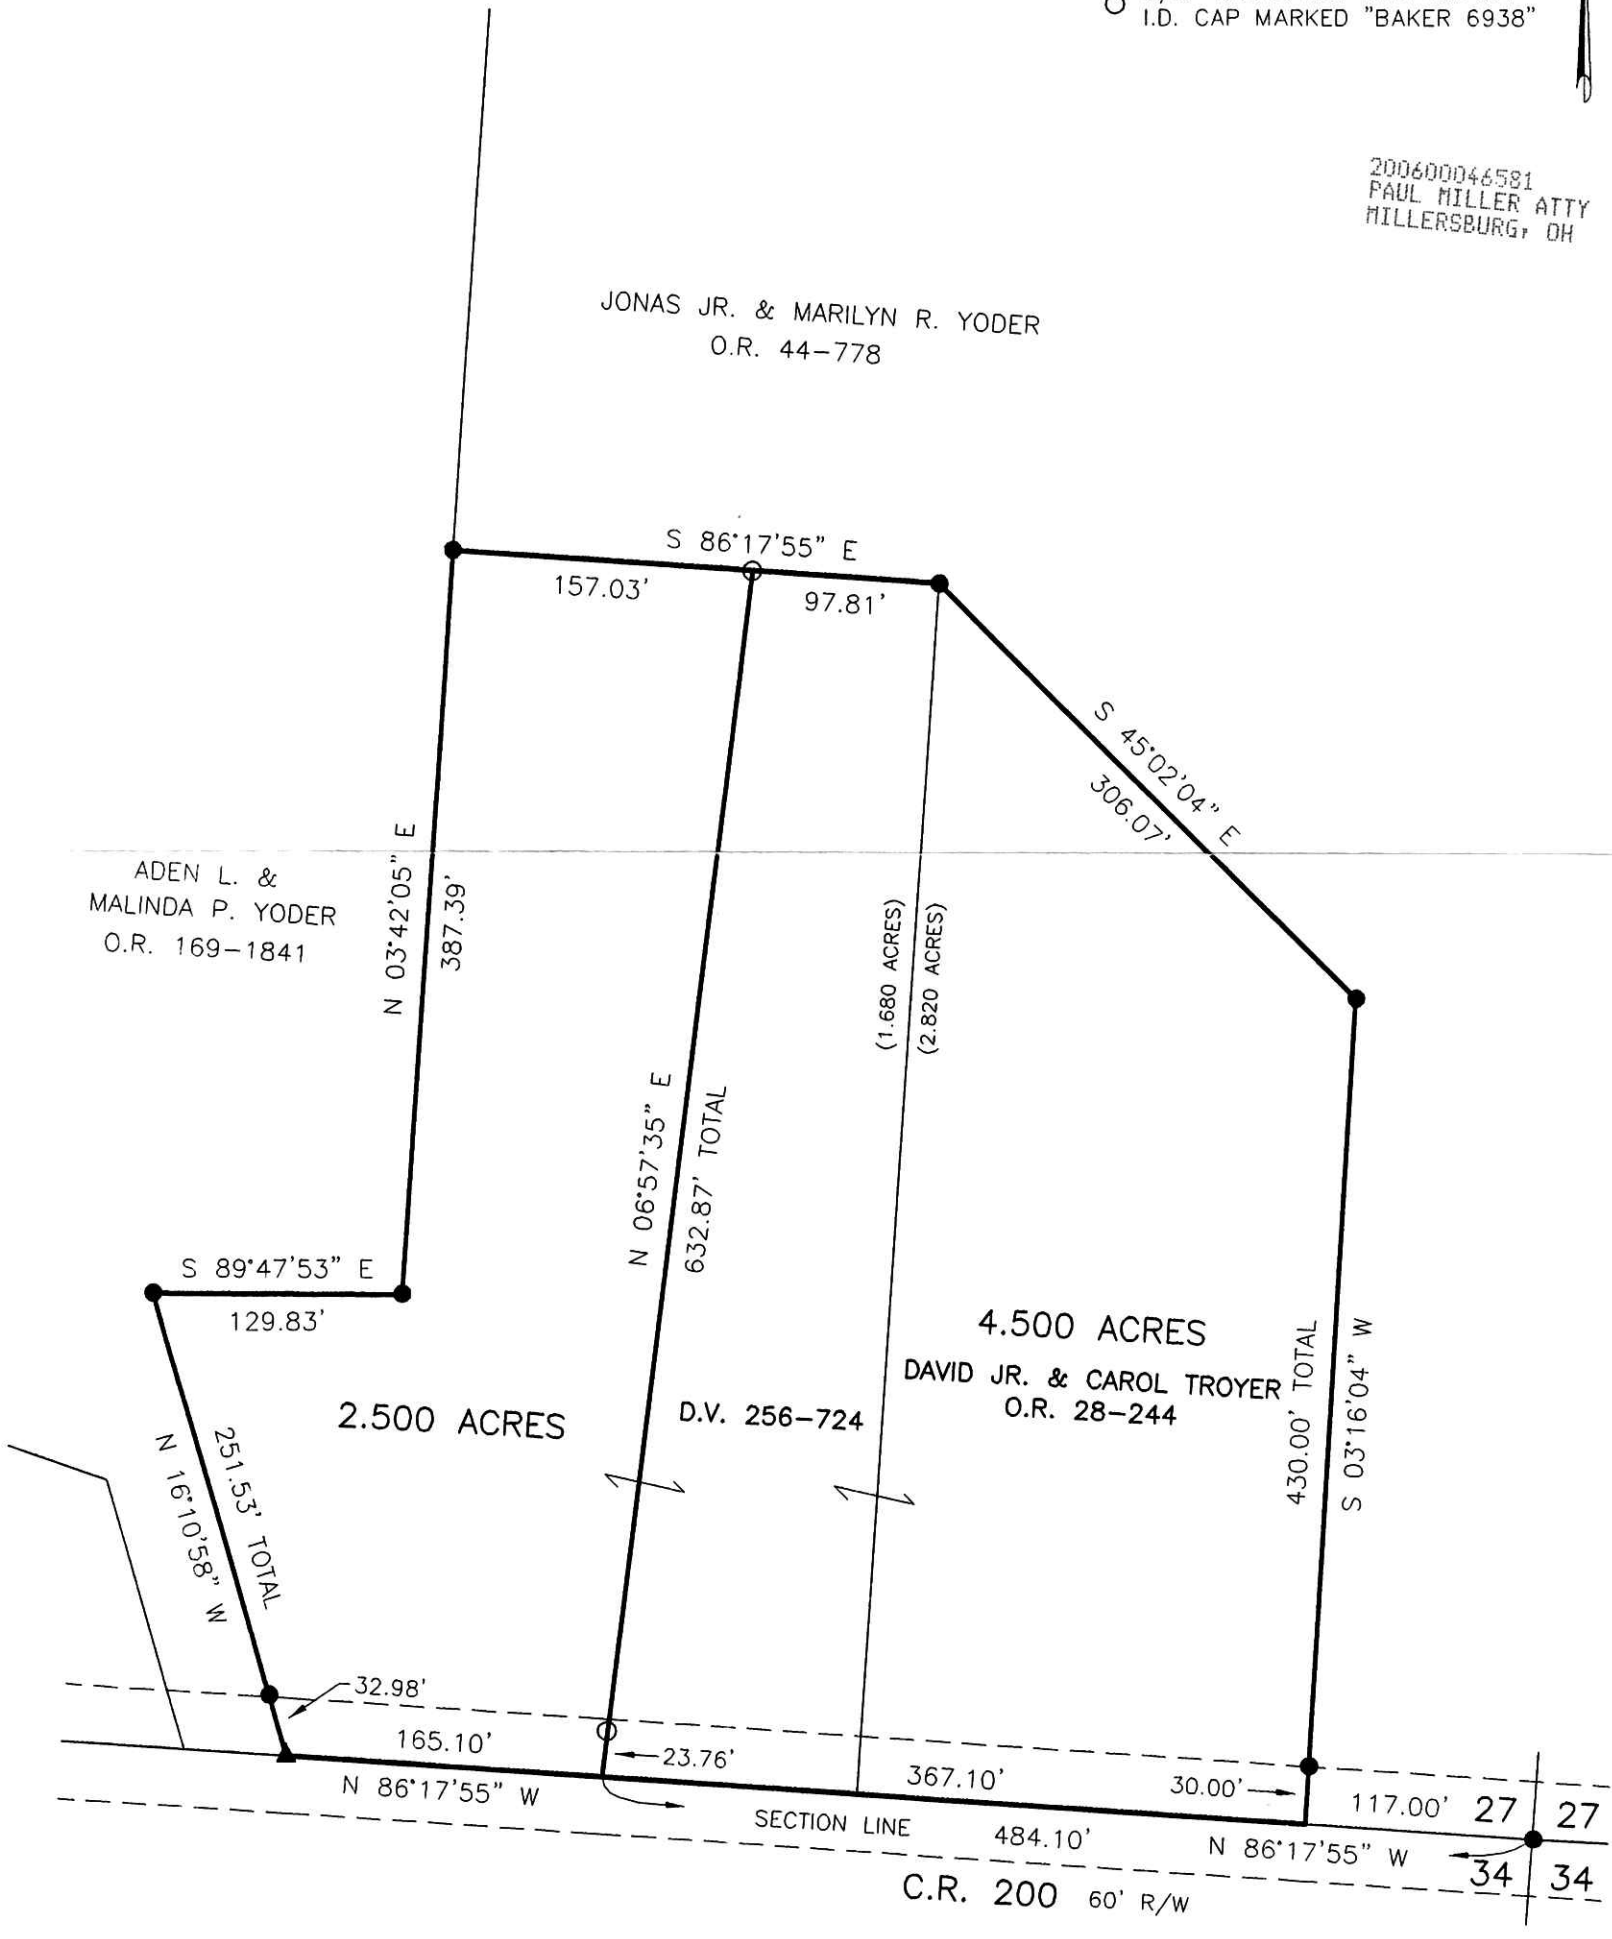 I.D. CAP MARKED "BAKER 6938"
200600046581
PAUL MILLER ATTY
MILLERSBURG, OH
JONAS JR. & MARILYN R. YODER
O.R. 44-778
S 86°17'55" E
157.03'
97.81'
S 45°02'04" E
306.07'
N 03°42'05" E
387.39'
ADEN L. &
MALINDA P. YODER
O.R. 169-1841
(1.680 ACRES)
(2.820 ACRES)
N 06°57'35" E
632.87' TOTAL
S 89°47'53" E
129.83'
4.500 ACRES
DAVID JR. & CAROL TROYER
O.R. 28-244
430.00' TOTAL
S 03°16'04" W
2.500 ACRES
D.V. 256-724
251.53' TOTAL
N 16°10'58" W
32.98'
165.10'
23.76'
367.10'
30.00'
117.00'
27
27
N 86°17'55" W
SECTION LINE
484.10'
N 86°17'55" W
34
34
C.R. 200 60' R/W